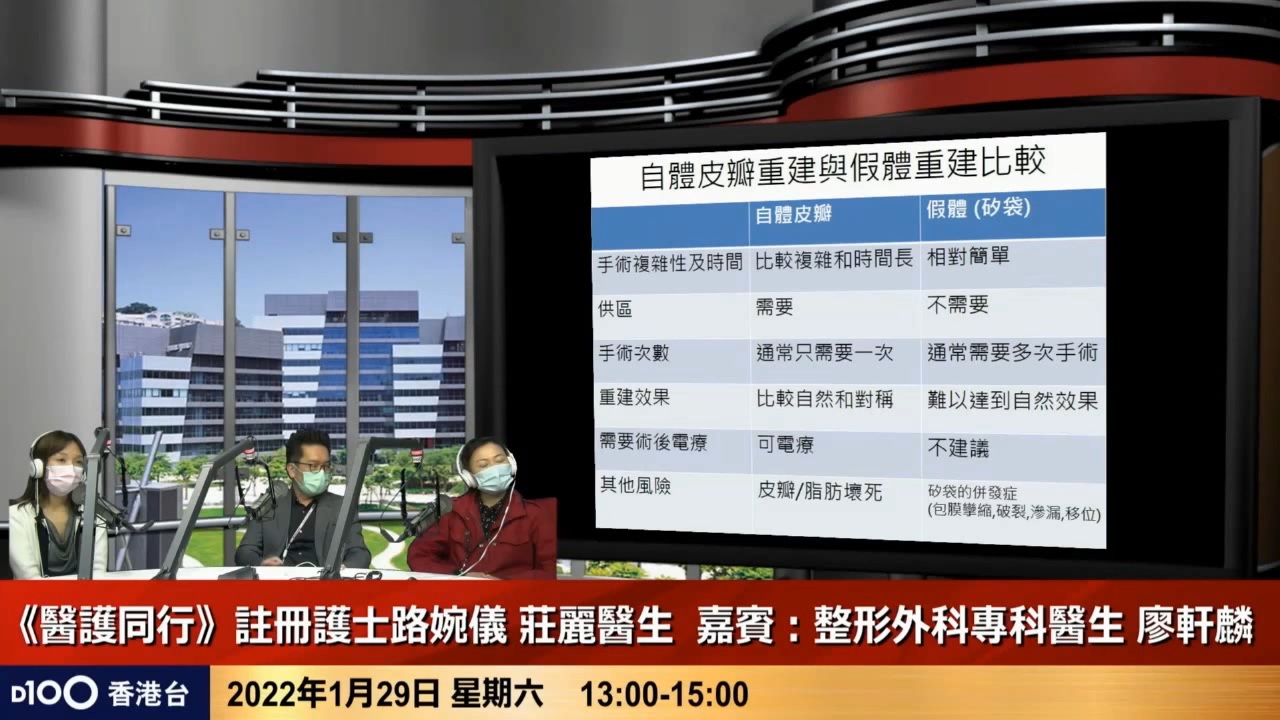 自體皮瓣重建與假體重建比較
自體皮瓣 假體 (矽袋)
手術複雜性及時間 比較複雜和時間長 相對簡單
供區 需要 不需要
手術次數 通常只需要一次 通常需要多次手術
重建效果 比較自然和對稱 難以達到自然效果
需要術後電療 可電療 不建議
其他風險 皮瓣/脂肪壞死 矽袋的併發症
(包膜攣縮,破裂,滲漏,移位)
《醫護同行》註冊護士路婉儀 莊麗醫生 嘉賓：整形外科專科醫生 廖軒麟
D100 香港台 2022年1月29日 星期六 13:00-15:00